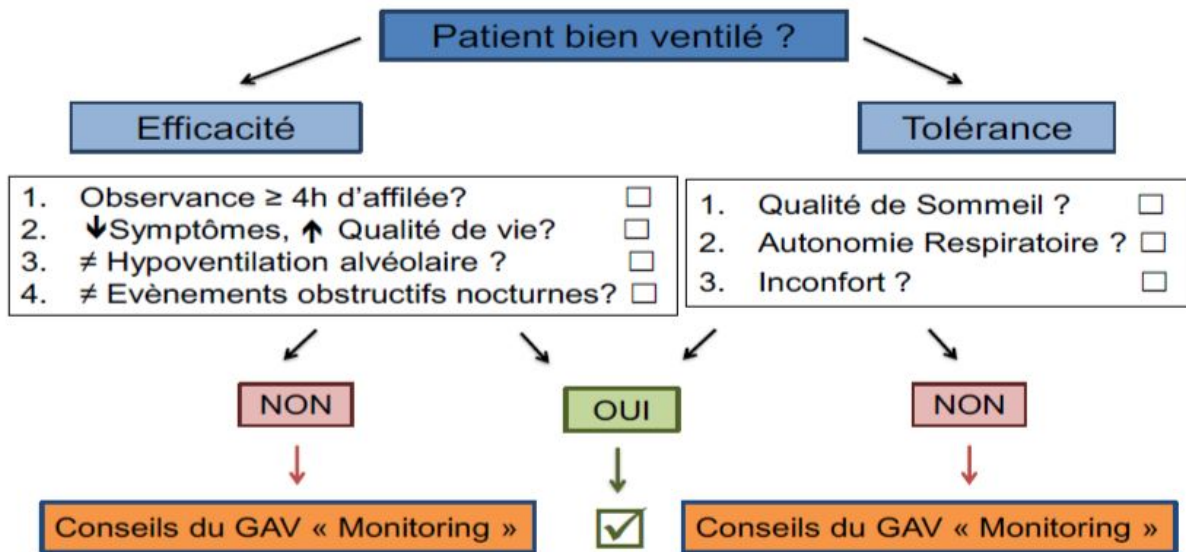 Patient bien ventilé ?
Efficacité
Tolérance
1. Observance ≥ 4h d'affilée? ☐
2. 🡻Symptômes, 🡹 Qualité de vie? ☐
3. ≠ Hypoventilation alvéolaire ? ☐
4. ≠ Evènements obstructifs nocturnes? ☐
1. Qualité de Sommeil ? ☐
2. Autonomie Respiratoire ? ☐
3. Inconfort ? ☐
NON
OUI
NON
Conseils du GAV « Monitoring »
Conseils du GAV « Monitoring »